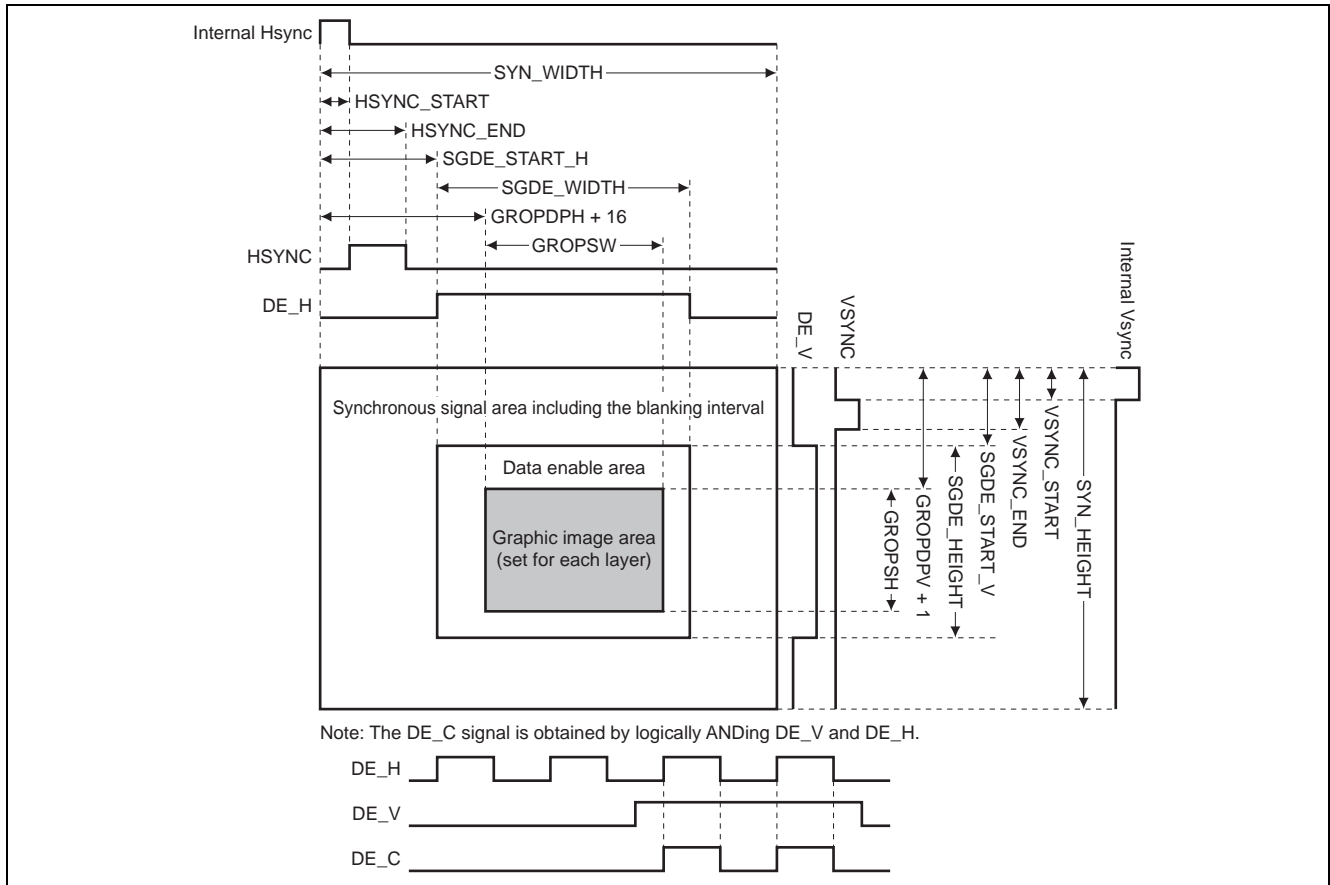 Internal Hsync
SYN_WIDTH
HSYNC_START
HSYNC_END
SGDE_START_H
SGDE_WIDTH
GROPDPH + 16
GROPSW
HSYNC
DE_H
DE_V
VSYNC
Internal Vsync
Synchronous signal area including the blanking interval
Data enable area
Graphic image area
(set for each layer)
GROPSH
GROPDPV + 1
SGDE_HEIGHT
SGDE_START_V
VSYNC_END
VSYNC_START
SYN_HEIGHT
Note: The DE_C signal is obtained by logically ANDing DE_V and DE_H.
DE_H
DE_V
DE_C